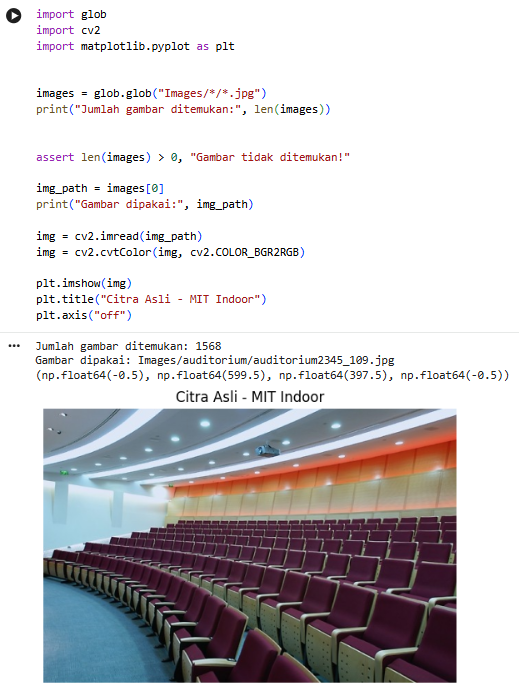 import glob
import cv2
import matplotlib.pyplot as plt
images = glob.glob("Images/*/*.jpg")
print("Jumlah gambar ditemukan:", len(images))
assert len(images) > 0, "Gambar tidak ditemukan!"
img_path = images[0]
print("Gambar dipakai:", img_path)
img = cv2.imread(img_path)
img = cv2.cvtColor(img, cv2.COLOR_BGR2RGB)
plt.imshow(img)
plt.title("Citra Asli - MIT Indoor")
plt.axis("off")
Jumlah gambar ditemukan: 1568
Gambar dipakai: Images/auditorium/auditorium2345_109.jpg
(np.float64(-0.5), np.float64(599.5), np.float64(397.5), np.float64(-0.5))
Citra Asli - MIT Indoor